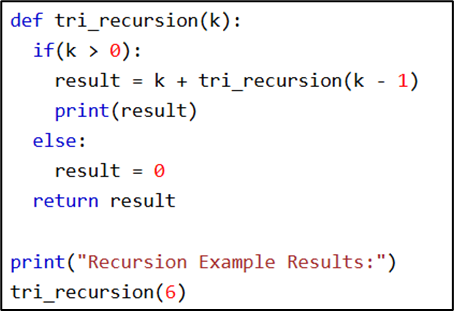 def tri_recursion(k):
  if(k > 0):
    result = k + tri_recursion(k - 1)
    print(result)
  else:
    result = 0
  return result

print("Recursion Example Results:")
tri_recursion(6)